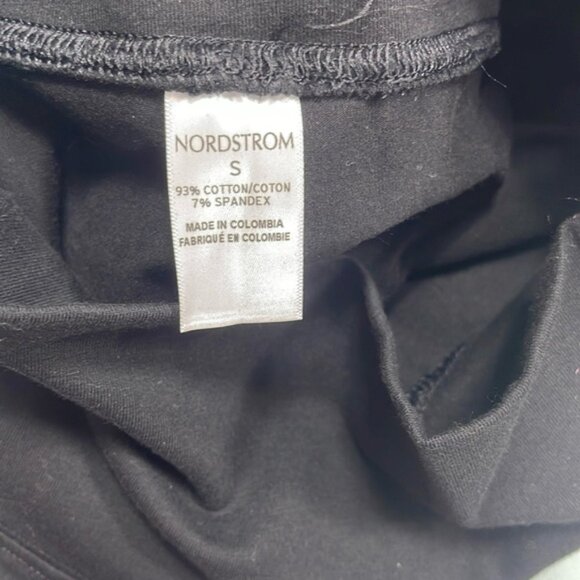 NORDSTROM
S
93% COTTON/COTON
7% SPANDEX
MADE IN COLOMBIA
FABRIQUÉ EN COLOMBIE